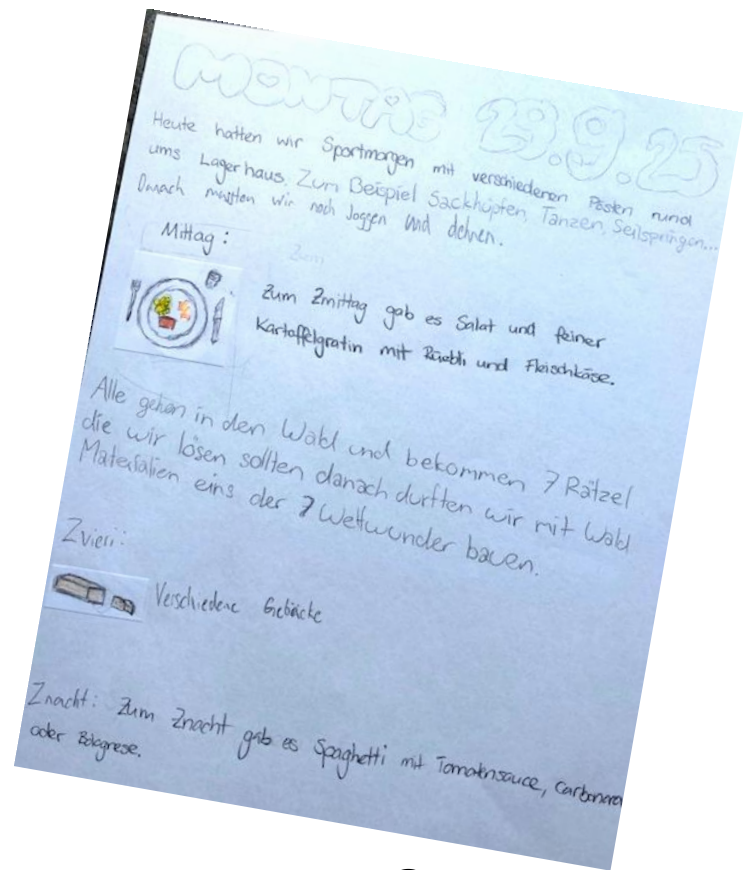 MONTAG 29.9.25
Heute hatten wir Sportmorgen mit verschiedenen Posten rund
ums Lagerhaus. Zum Beispiel Sackhüpfen, Tanzen, Seilspringen...
Danach mussten wir noch Joggen und dehnen.
Mittag:
Zum
Zum Zmittag gab es Salat und feiner
Kartoffelgratin mit Rüebli und Fleischkäse.
Alle gehen in den Wald und bekommen 7 Rätzel
die wir lösen sollten danach durften wir mit Wald
Materialien eins der 7 Weltwunder bauen.
Zvieri:
Verschiedene Gebäcke
Znacht: Zum Znacht gab es Spaghetti mit Tomatensauce, Carbonara
oder Bolognese.